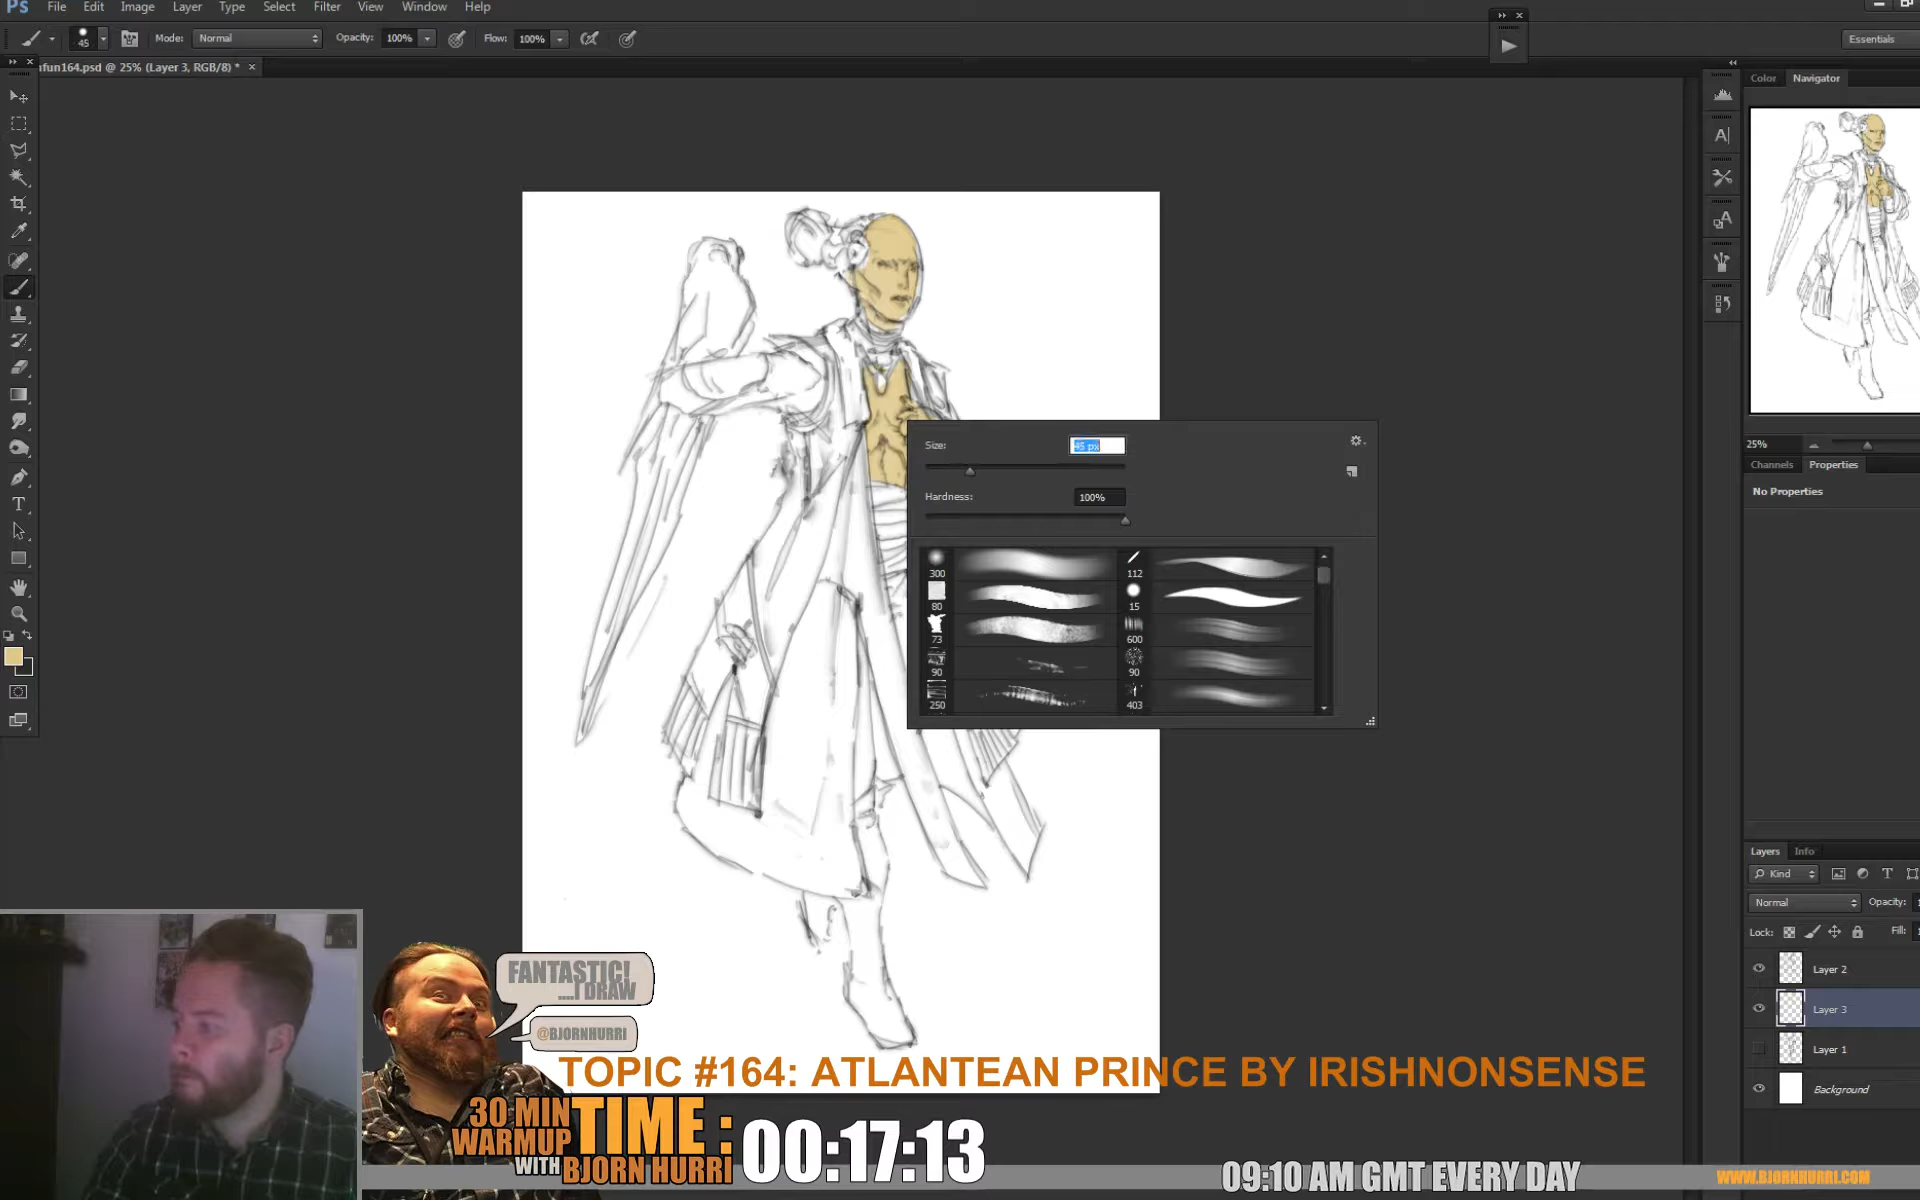 Ps File Edit Image Layer Type Select Filter View Window Help
45 Mode: Normal Opacity: 100% Flow: 100% Essentials
fun164.psd @ 25% (Layer 3, RGB/8) * ×
Color Navigator
25%
Channels Properties
No Properties
Size: 45 px
Hardness: 100%
300 112
80 15
73 600
90 90
250 403
Layers Info
Kind
Normal Opacity:
Lock: Fill:
Layer 2
Layer 3
Layer 1
Background
FANTASTIC!
....I DRAW
@BJORNHURRI
TOPIC #164: ATLANTEAN PRINCE BY IRISHNONSENSE
30 MIN WARMUP WITH BJORN HURRI
TIME: 00:17:13
09:10 AM GMT EVERY DAY
WWW.BJORNHURRI.COM